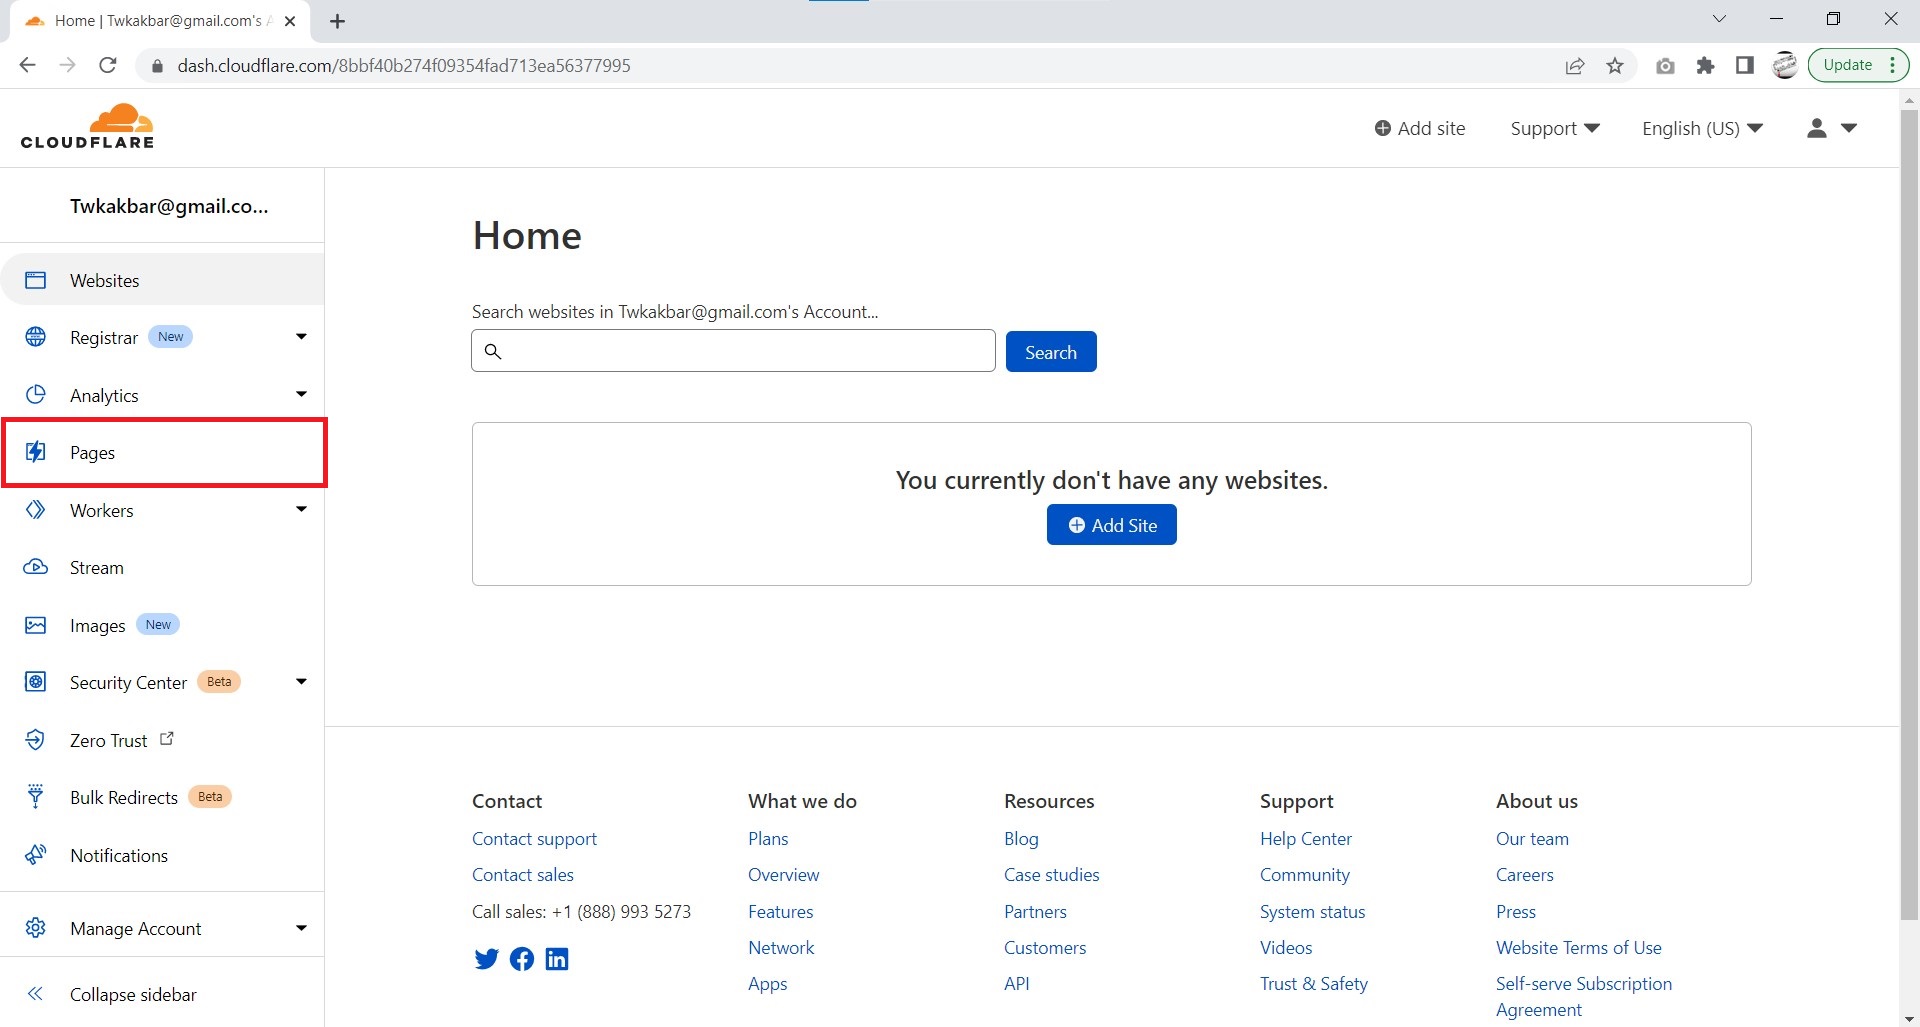 Home | Twkakbar@gmail.com's
dash.cloudflare.com/8bbf40b274f09354fad713ea56377995
Update
CLOUDFLARE
Add site
Support
English (US)
Twkakbar@gmail.co...
Websites
Registrar New
Analytics
Pages
Workers
Stream
Images New
Security Center Beta
Zero Trust
Bulk Redirects Beta
Notifications
Manage Account
Collapse sidebar
Home
Search websites in Twkakbar@gmail.com's Account...
Search
You currently don't have any websites.
Add Site
Contact
Contact support
Contact sales
Call sales: +1 (888) 993 5273
What we do
Plans
Overview
Features
Network
Apps
Resources
Blog
Case studies
Partners
Customers
API
Support
Help Center
Community
System status
Videos
Trust & Safety
About us
Our team
Careers
Press
Website Terms of Use
Self-serve Subscription
Agreement